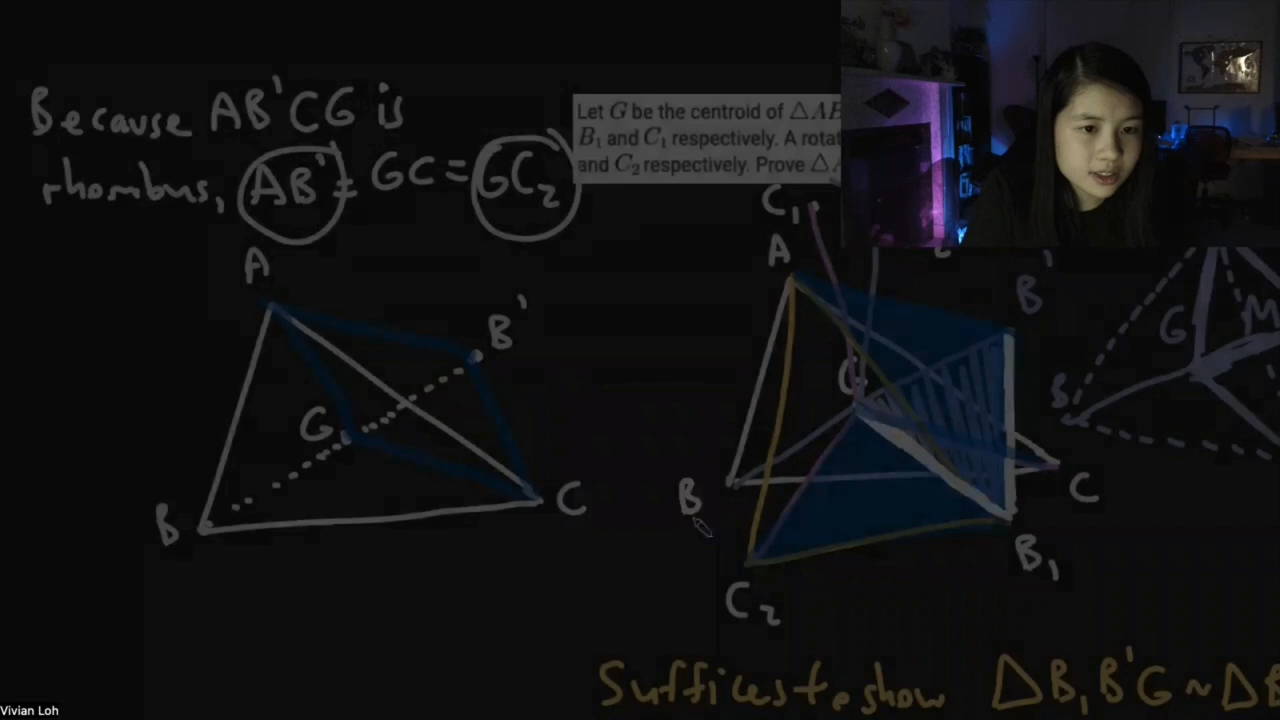 Because AB'CG is
rhombus, AB' = GC = GC₂
Let G be the centroid of △AB
B₁ and C₁ respectively. A rotat
and C₂ respectively. Prove △A
A
B'
G
B
C
C₁
A
B'
G
B
C
B₁
C₂
G
M
B
Suffices to show △B₁B'G ~ △B
Vivian Loh